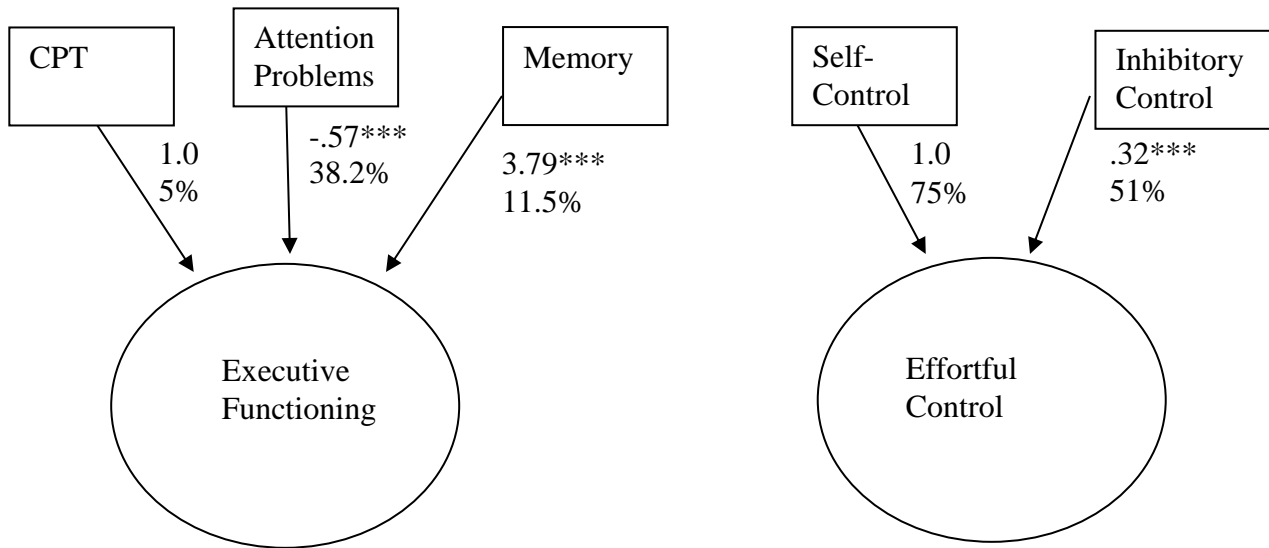 CPT
Attention
Problems
Memory
Self-
Control
Inhibitory
Control
1.0
5%
-.57***
38.2%
3.79***
11.5%
1.0
75%
.32***
51%
Executive
Functioning
Effortful
Control